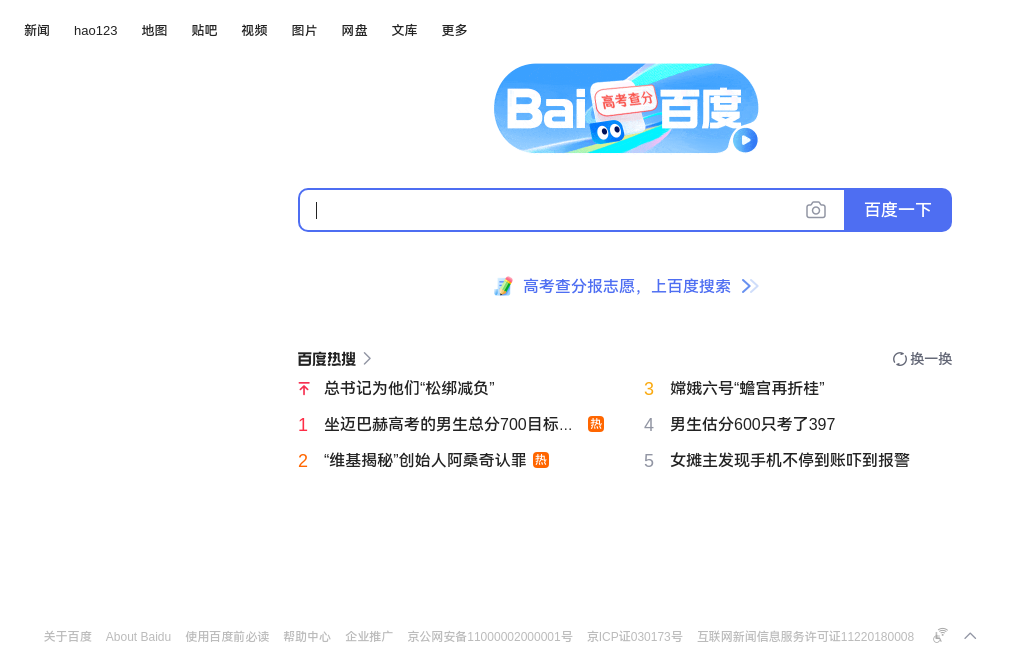 新闻 hao123 地图 贴吧 视频 图片 网盘 文库 更多
Bai 高考查分 百度
百度一下
高考查分报志愿，上百度搜索
百度热搜 换一换
总书记为他们“松绑减负”
1 坐迈巴赫高考的男生总分700目标... 热
2 “维基揭秘”创始人阿桑奇认罪 热
3 嫦娥六号“蟾宫再折桂”
4 男生估分600只考了397
5 女摊主发现手机不停到账吓到报警
关于百度 About Baidu 使用百度前必读 帮助中心 企业推广 京公网安备11000002000001号 京ICP证030173号 互联网新闻信息服务许可证11220180008